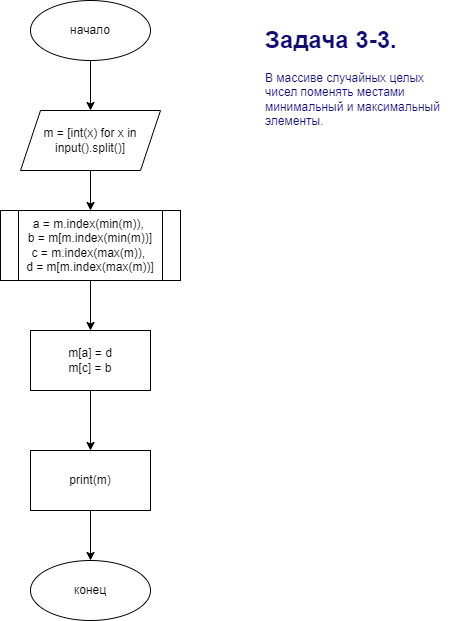 начало
Задача 3-3.
В массиве случайных целых
чисел поменять местами
минимальный и максимальный
элементы.
m = [int(x) for x in
input().split()]
a = m.index(min(m)),
b = m[m.index(min(m))]
c = m.index(max(m)),
d = m[m.index(max(m))]
m[a] = d
m[c] = b
print(m)
конец